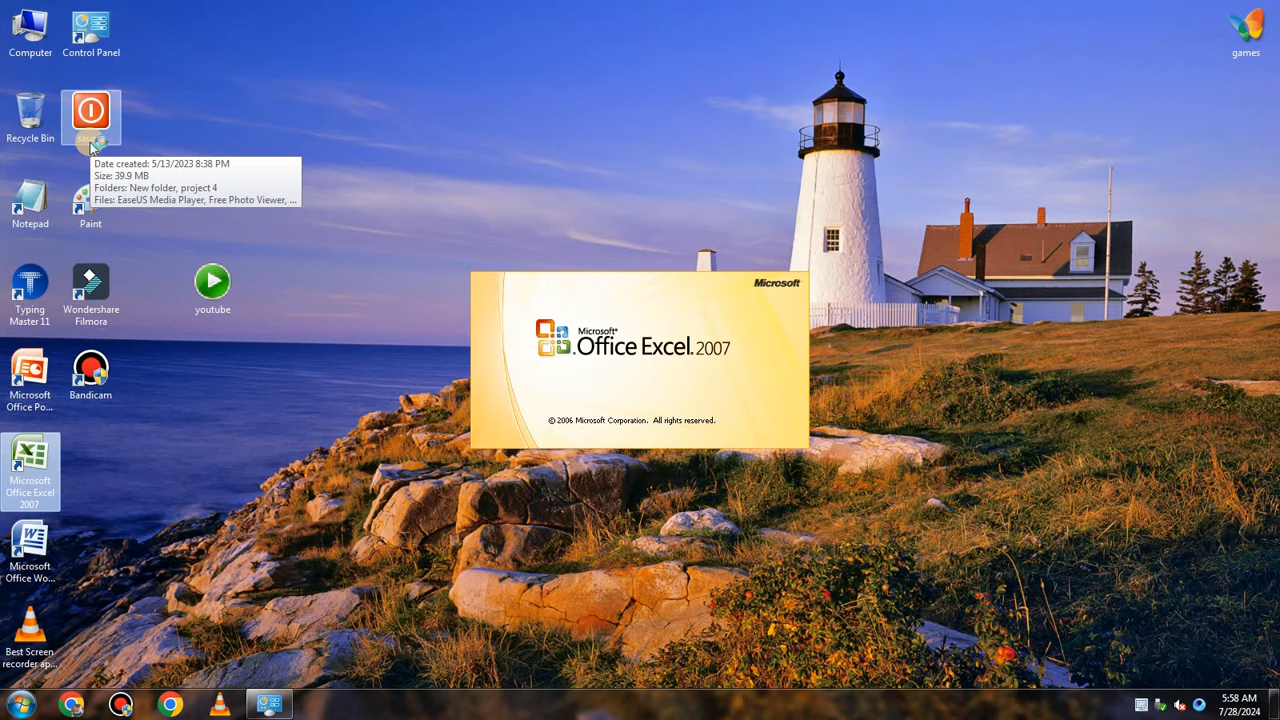 Computer
Control Panel
games
Recycle Bin
Date created: 5/13/2023 8:38 PM
Size: 39.9 MB
Folders: New folder, project 4
Files: EaseUS Media Player, Free Photo Viewer, ...
Notepad
Paint
Typing
Master 11
Wondershare
Filmora
youtube
Microsoft
Microsoft®
Office Excel 2007
© 2006 Microsoft Corporation. All rights reserved.
Microsoft
Office Po...
Bandicam
Microsoft
Office Excel
2007
Microsoft
Office Wo...
Best Screen
recorder ap...
5:58 AM
7/28/2024